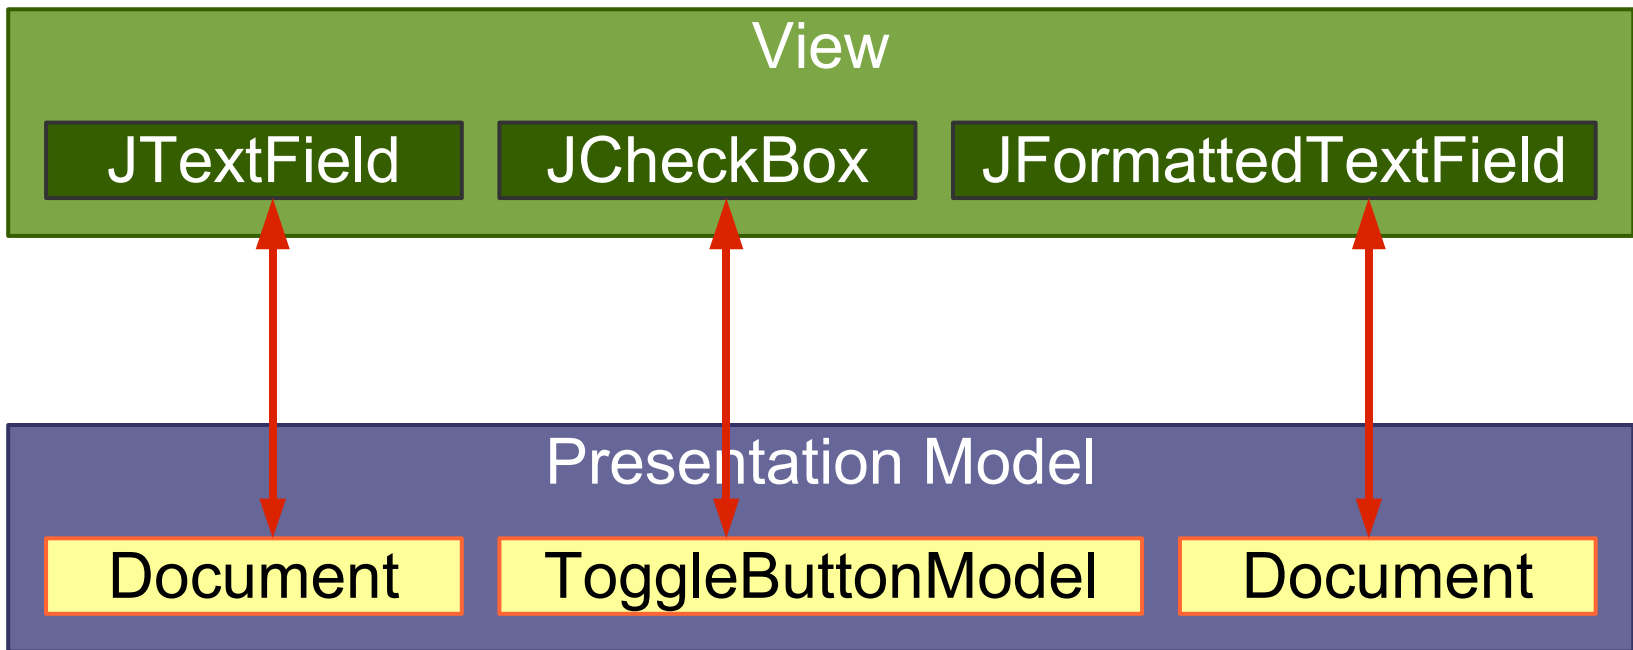 View
JTextField
JCheckBox
JFormattedTextField
Presentation Model
Document
ToggleButtonModel
Document